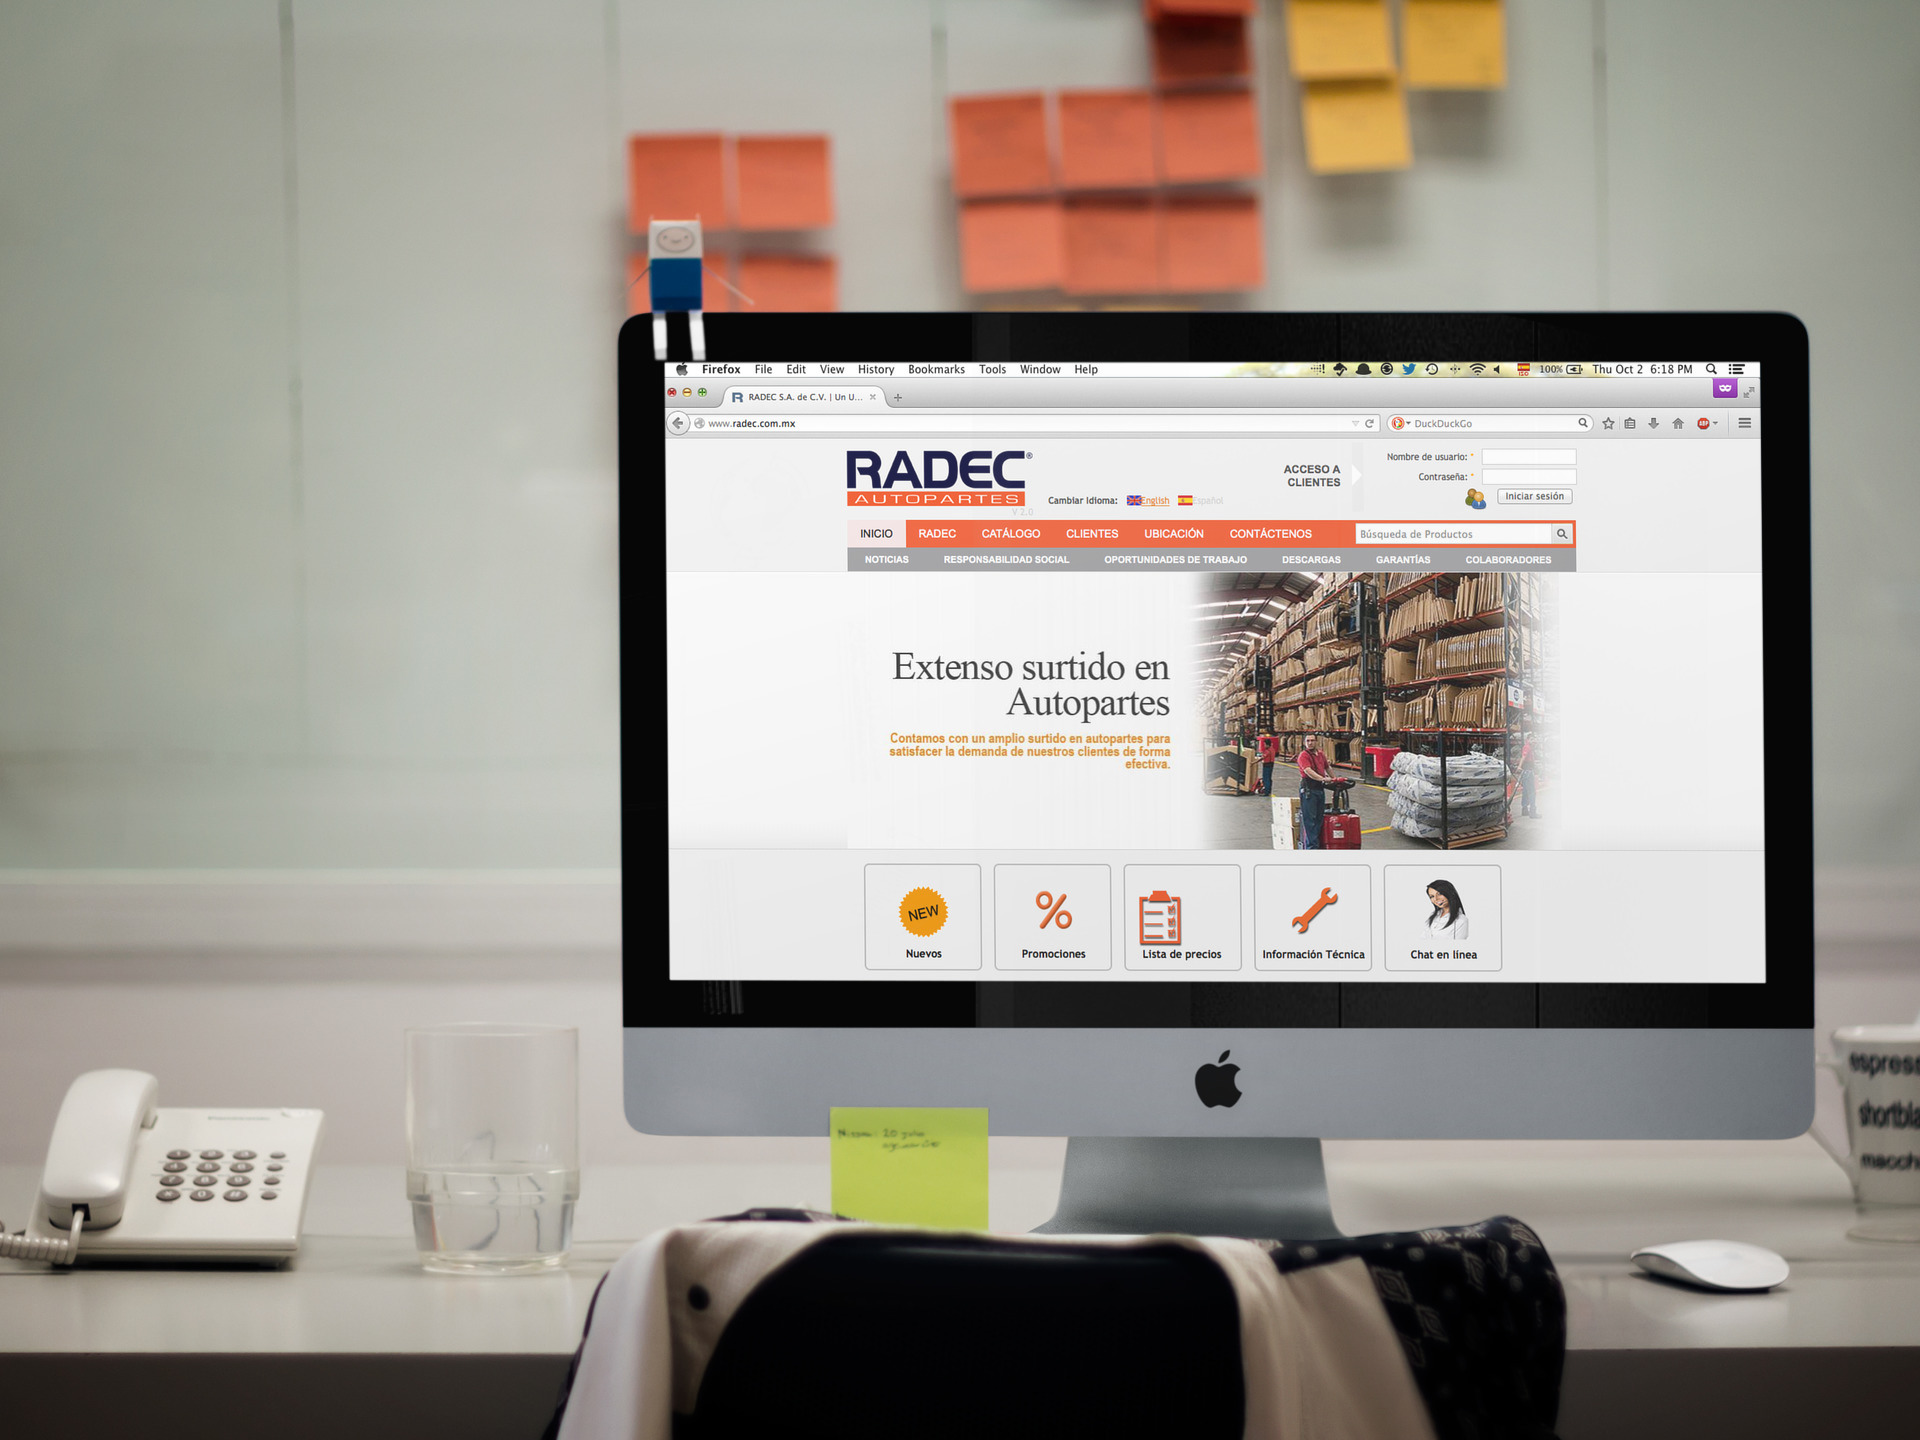 Firefox File Edit View History Bookmarks Tools Window Help
100% Thu Oct 2 6:18 PM
RADEC S.A. de C.V. | Un U...
www.radec.com.mx
DuckDuckGo
RADEC®
AUTOPARTES
V 2.0
Cambiar Idioma: English Español
ACCESO A
CLIENTES
Nombre de usuario: *
Contraseña: *
Iniciar sesión
INICIO RADEC CATÁLOGO CLIENTES UBICACIÓN CONTÁCTENOS
Búsqueda de Productos
NOTICIAS RESPONSABILIDAD SOCIAL OPORTUNIDADES DE TRABAJO DESCARGAS GARANTÍAS COLABORADORES
Extenso surtido en
Autopartes
Contamos con un amplio surtido en autopartes para
satisfacer la demanda de nuestros clientes de forma
efectiva.
NEW
Nuevos
%
Promociones
Lista de precios
Información Técnica
Chat en línea
espress
shortbla
macch